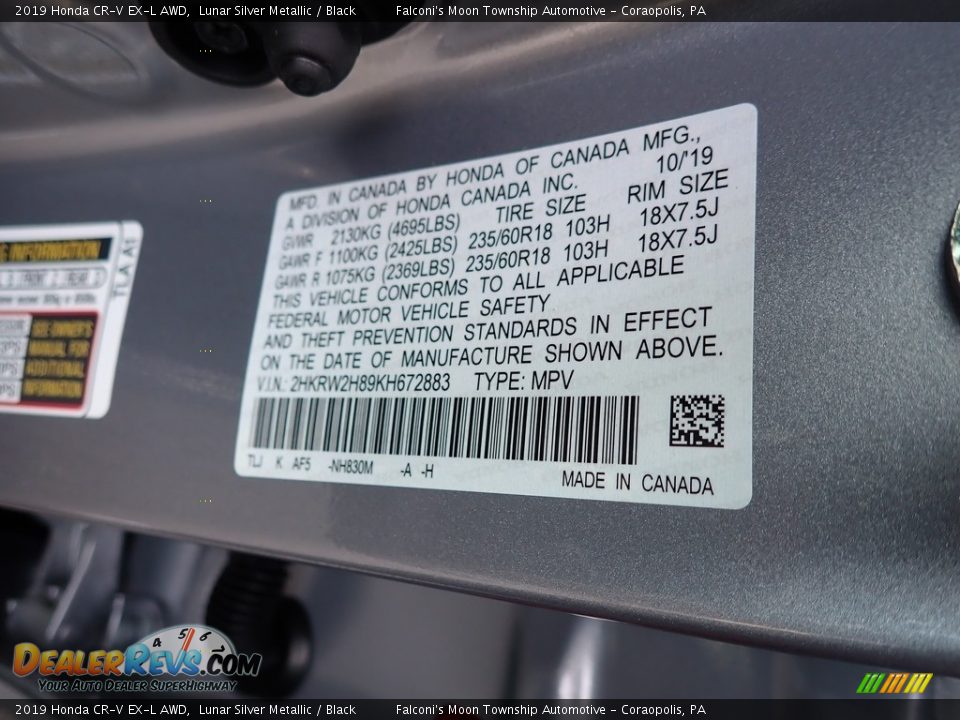 2019 Honda CR-V EX-L AWD, Lunar Silver Metallic / Black Falconi's Moon Township Automotive - Coraopolis, PA
MFD. IN CANADA BY HONDA OF CANADA MFG.,
A DIVISION OF HONDA CANADA INC. 10/'19
GVWR 2130KG (4695LBS) TIRE SIZE RIM SIZE
GAWR F 1100KG (2425LBS) 235/60R18 103H 18X7.5J
GAWR R 1075KG (2369LBS) 235/60R18 103H 18X7.5J
THIS VEHICLE CONFORMS TO ALL APPLICABLE
FEDERAL MOTOR VEHICLE SAFETY
AND THEFT PREVENTION STANDARDS IN EFFECT
ON THE DATE OF MANUFACTURE SHOWN ABOVE.
V.I.N.: 2HKRW2H89KH672883 TYPE: MPV
TLJ K AF5 -NH830M -A -H
MADE IN CANADA
INFORMATION
TLA A1
SEE OWNER'S
MANUAL FOR
ADDITIONAL
INFORMATION
4 5 6
DEALERREVS.COM
YOUR AUTO DEALER SUPERHIGHWAY
2019 Honda CR-V EX-L AWD, Lunar Silver Metallic / Black Falconi's Moon Township Automotive - Coraopolis, PA